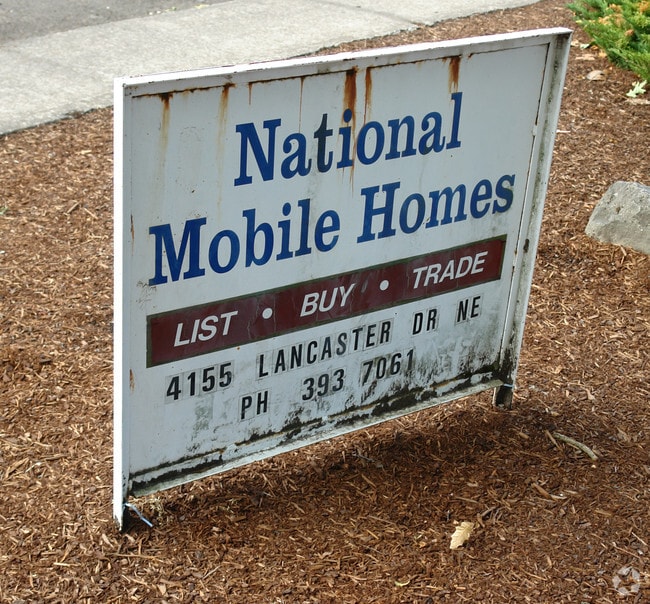 National
Mobile Homes
LIST • BUY • TRADE
4155 LANCASTER DR NE
PH 393 7061